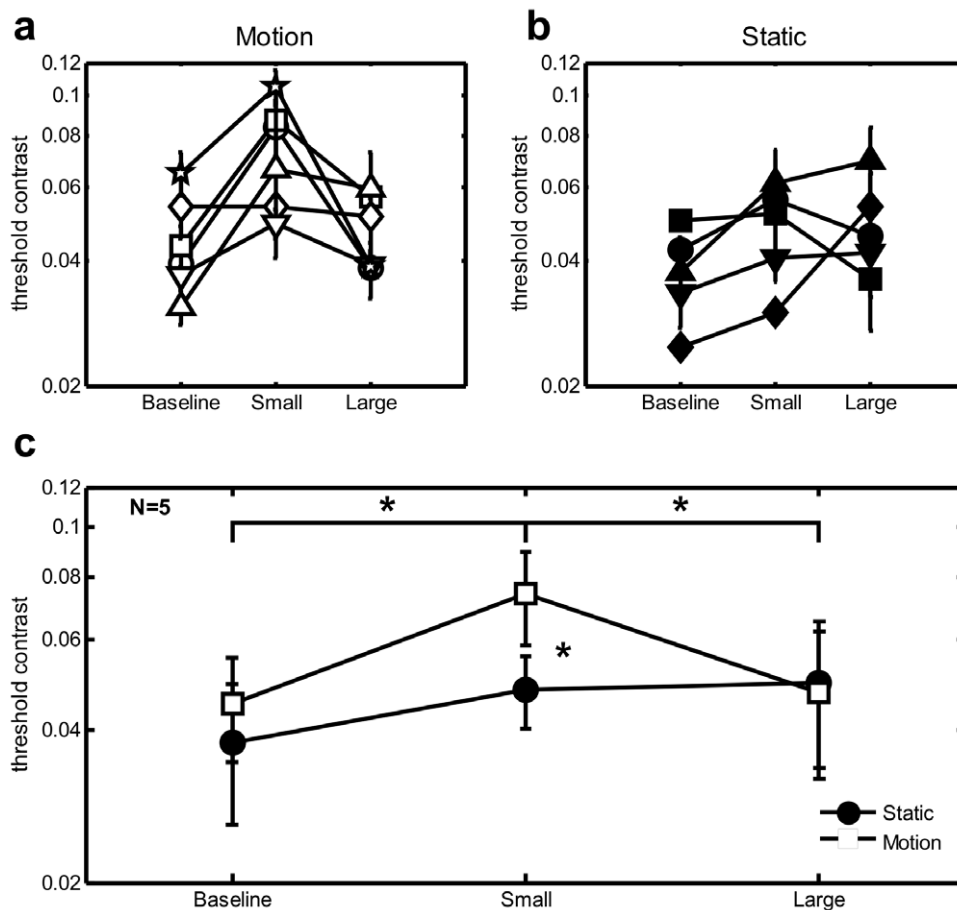 a
Motion
threshold contrast
0.12
0.1
0.08
0.06
0.04
0.02
Baseline Small Large
b
Static
threshold contrast
0.12
0.1
0.08
0.06
0.04
0.02
Baseline Small Large
c
threshold contrast
0.12
0.1
0.08
0.06
0.04
0.02
N=5
*
*
*
Static
Motion
Baseline Small Large